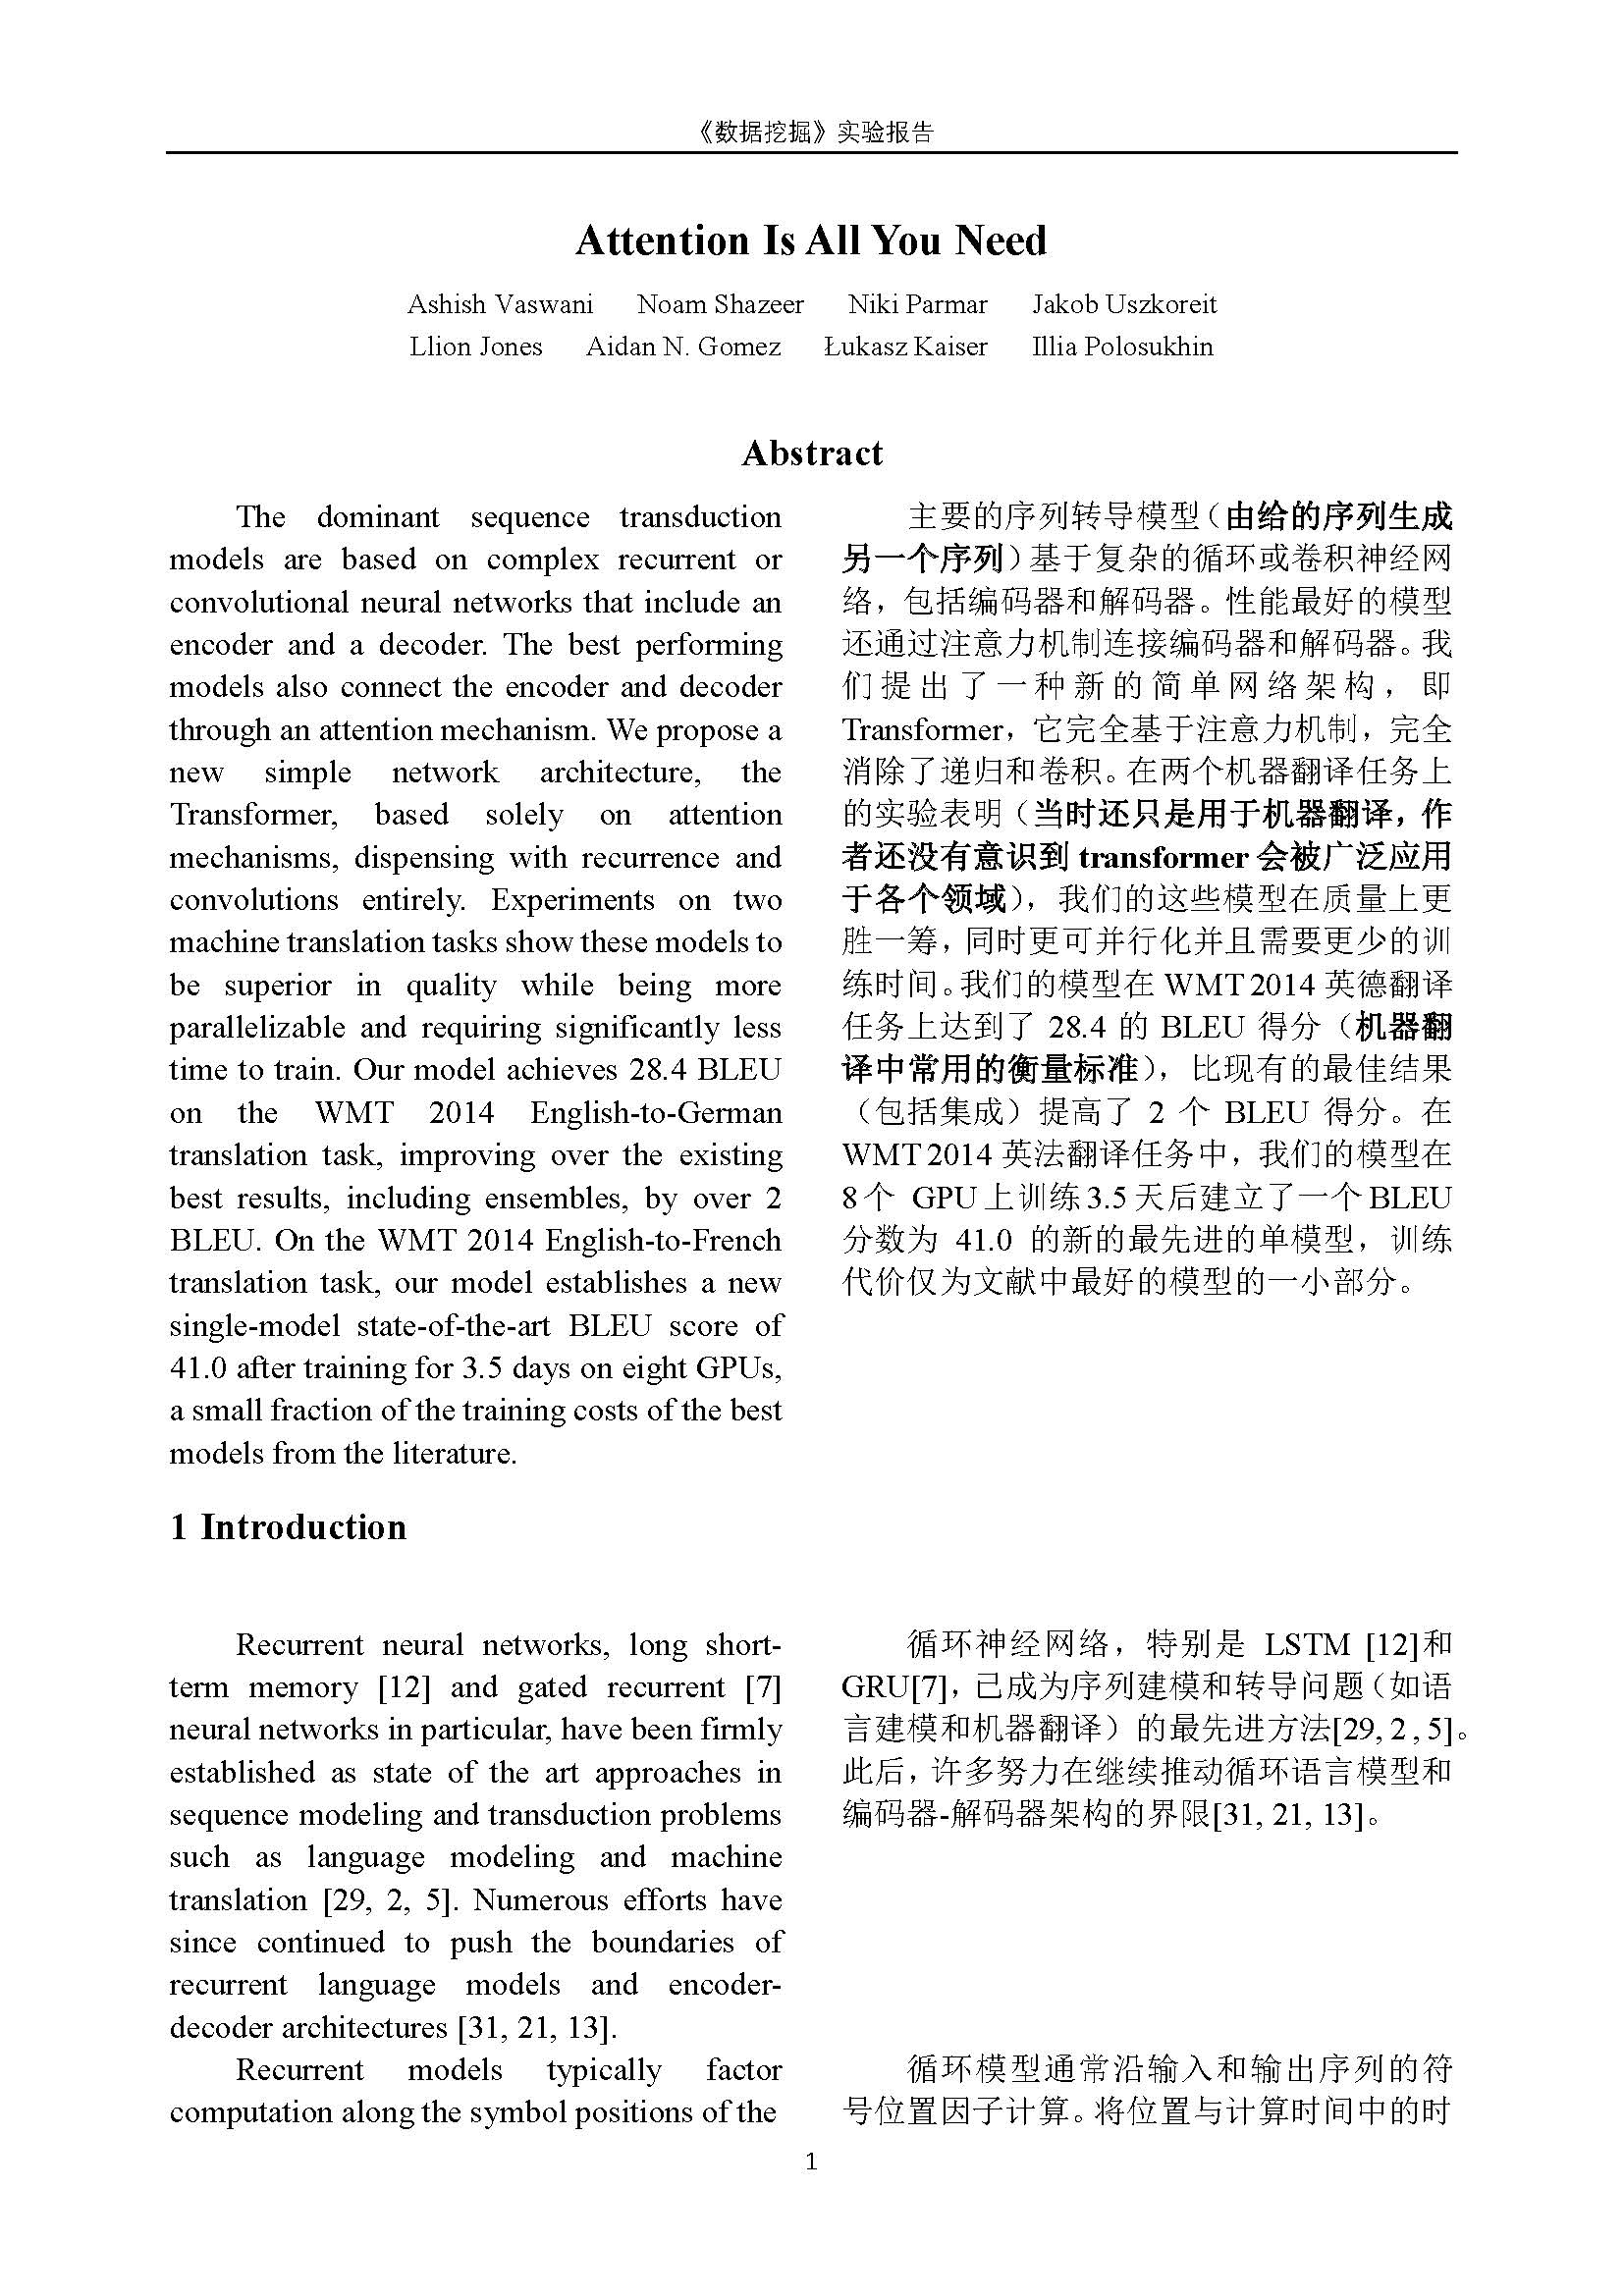 《数据挖掘》实验报告
Attention Is All You Need
Ashish Vaswani Noam Shazeer Niki Parmar Jakob Uszkoreit
Llion Jones Aidan N. Gomez Łukasz Kaiser Illia Polosukhin
Abstract
The dominant sequence transduction
models are based on complex recurrent or
convolutional neural networks that include an
encoder and a decoder. The best performing
models also connect the encoder and decoder
through an attention mechanism. We propose a
new simple network architecture, the
Transformer, based solely on attention
mechanisms, dispensing with recurrence and
convolutions entirely. Experiments on two
machine translation tasks show these models to
be superior in quality while being more
parallelizable and requiring significantly less
time to train. Our model achieves 28.4 BLEU
on the WMT 2014 English-to-German
translation task, improving over the existing
best results, including ensembles, by over 2
BLEU. On the WMT 2014 English-to-French
translation task, our model establishes a new
single-model state-of-the-art BLEU score of
41.0 after training for 3.5 days on eight GPUs,
a small fraction of the training costs of the best
models from the literature.
主要的序列转导模型（由给的序列生成
另一个序列）基于复杂的循环或卷积神经网
络，包括编码器和解码器。性能最好的模型
还通过注意力机制连接编码器和解码器。我
们提出了一种新的简单网络架构，即
Transformer，它完全基于注意力机制，完全
消除了递归和卷积。在两个机器翻译任务上
的实验表明（当时还只是用于机器翻译，作
者还没有意识到 transformer 会被广泛应用
于各个领域），我们的这些模型在质量上更
胜一筹，同时更可并行化并且需要更少的训
练时间。我们的模型在 WMT 2014 英德翻译
任务上达到了 28.4 的 BLEU 得分（机器翻
译中常用的衡量标准），比现有的最佳结果
（包括集成）提高了 2 个 BLEU 得分。在
WMT 2014 英法翻译任务中，我们的模型在
8 个 GPU 上训练 3.5 天后建立了一个 BLEU
分数为 41.0 的新的最先进的单模型，训练
代价仅为文献中最好的模型的一小部分。
1 Introduction
Recurrent neural networks, long short-
term memory [12] and gated recurrent [7]
neural networks in particular, have been firmly
established as state of the art approaches in
sequence modeling and transduction problems
such as language modeling and machine
translation [29, 2, 5]. Numerous efforts have
since continued to push the boundaries of
recurrent language models and encoder-
decoder architectures [31, 21, 13].
循环神经网络，特别是 LSTM [12]和
GRU[7]，已成为序列建模和转导问题（如语
言建模和机器翻译）的最先进方法[29, 2 , 5]。
此后，许多努力在继续推动循环语言模型和
编码器-解码器架构的界限[31, 21, 13]。
Recurrent models typically factor
computation along the symbol positions of the
循环模型通常沿输入和输出序列的符
号位置因子计算。将位置与计算时间中的时
1